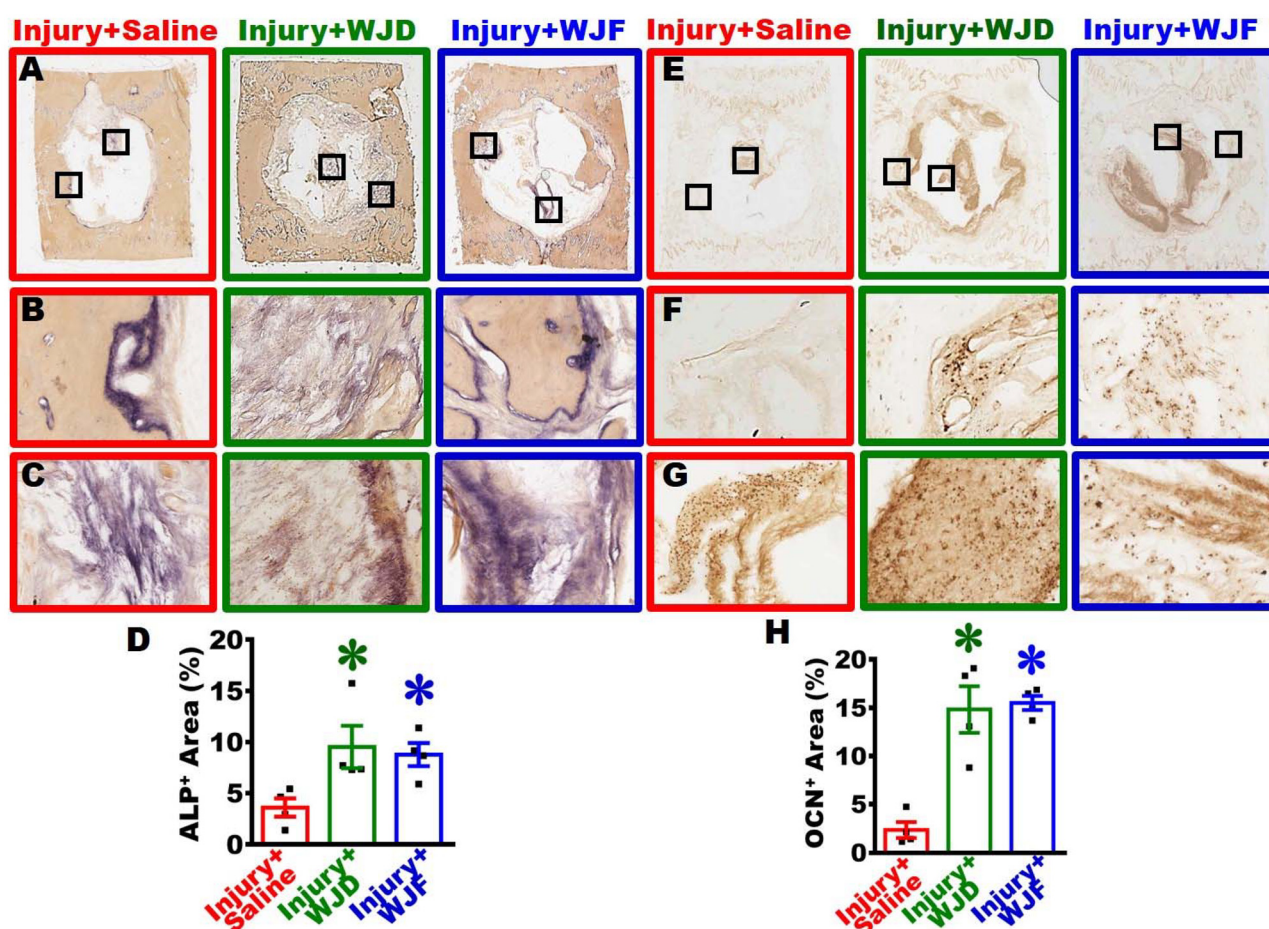 Injury+Saline Injury+WJD Injury+WJF Injury+Saline Injury+WJD Injury+WJF
A
E
B
F
C
G
D
ALP+ Area (%)
20
15
10
5
0
Injury+
Saline
Injury+
WJD
Injury+
WJF
H
OCN+ Area (%)
20
15
10
5
0
Injury+
Saline
Injury+
WJD
Injury+
WJF
*
*
*
*